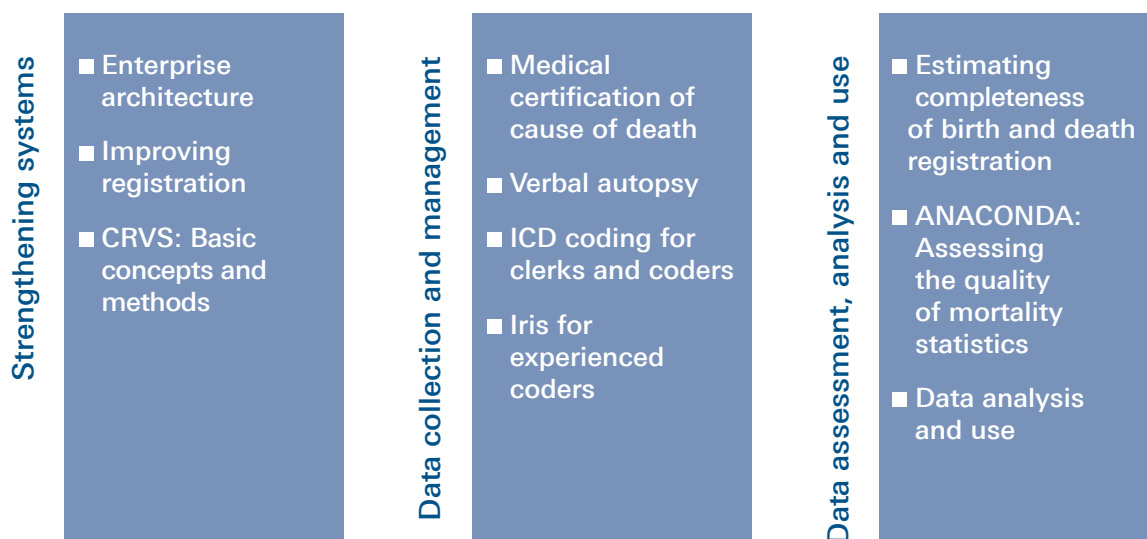 Strengthening systems
■ Enterprise
architecture
■ Improving
registration
■ CRVS: Basic
concepts and
methods
Data collection and management
■ Medical
certification of
cause of death
■ Verbal autopsy
■ ICD coding for
clerks and coders
■ Iris for
experienced
coders
Data assessment, analysis and use
■ Estimating
completeness
of birth and death
registration
■ ANACONDA:
Assessing
the quality
of mortality
statistics
■ Data analysis
and use